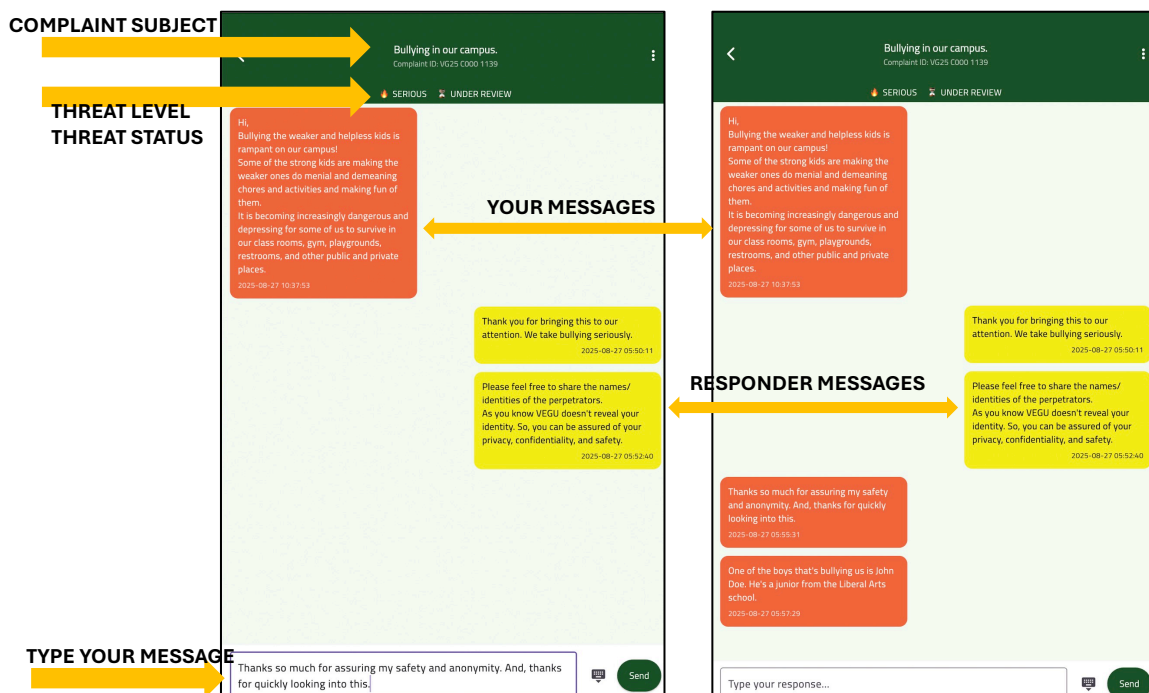 COMPLAINT SUBJECT
THREAT LEVEL
THREAT STATUS
Bullying in our campus.
Complaint ID: VG25 C000 1139
🔥 SERIOUS ⏳ UNDER REVIEW
Hi,
Bullying the weaker and helpless kids is
rampant on our campus!
Some of the strong kids are making the
weaker ones do menial and demeaning
chores and activities and making fun of
them.
It is becoming increasingly dangerous and
depressing for some of us to survive in
our class rooms, gym, playgrounds,
restrooms, and other public and private
places.
2025-08-27 10:37:53
YOUR MESSAGES
Thank you for bringing this to our
attention. We take bullying seriously.
2025-08-27 05:50:11
Please feel free to share the names/
identities of the perpetrators.
As you know VEGU doesn't reveal your
identity. So, you can be assured of your
privacy, confidentiality, and safety.
2025-08-27 05:52:40
RESPONDER MESSAGES
TYPE YOUR MESSAGE
Thanks so much for assuring my safety and anonymity. And, thanks
for quickly looking into this.
Send
Bullying in our campus.
Complaint ID: VG25 C000 1139
🔥 SERIOUS ⏳ UNDER REVIEW
Hi,
Bullying the weaker and helpless kids is
rampant on our campus!
Some of the strong kids are making the
weaker ones do menial and demeaning
chores and activities and making fun of
them.
It is becoming increasingly dangerous and
depressing for some of us to survive in
our class rooms, gym, playgrounds,
restrooms, and other public and private
places.
2025-08-27 10:37:53
Thank you for bringing this to our
attention. We take bullying seriously.
2025-08-27 05:50:11
Please feel free to share the names/
identities of the perpetrators.
As you know VEGU doesn't reveal your
identity. So, you can be assured of your
privacy, confidentiality, and safety.
2025-08-27 05:52:40
Thanks so much for assuring my safety
and anonymity. And, thanks for quickly
looking into this.
2025-08-27 05:55:31
One of the boys that's bullying us is John
Doe. He's a junior from the Liberal Arts
school.
2025-08-27 05:57:29
Type your response...
Send